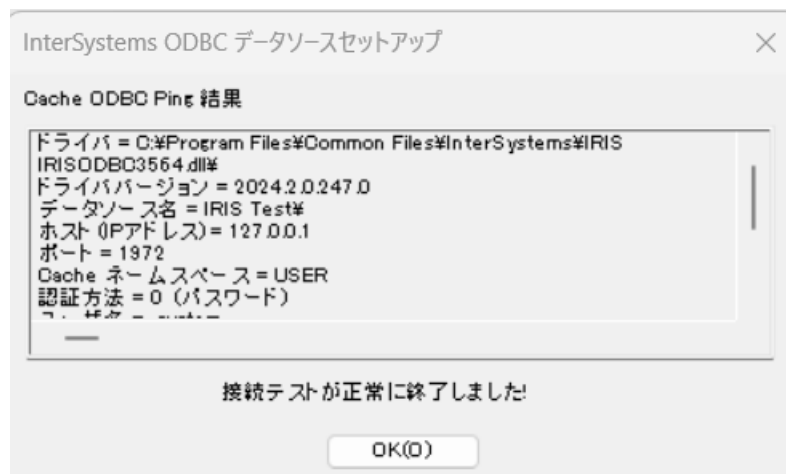 InterSystems ODBC データソースセットアップ
Cache ODBC Ping 結果
ドライバ = C:¥Program Files¥Common Files¥InterSystems¥IRIS
IRISODBC3564.dll¥
ドライババージョン = 2024.2.0.247.0
データソース名 = IRIS Test¥
ホスト (IPアドレス)= 127.0.0.1
ポート = 1972
Cache ネームスペース = USER
認証方法 = 0 (パスワード)
接続テストが正常に終了しました!
OK(O)